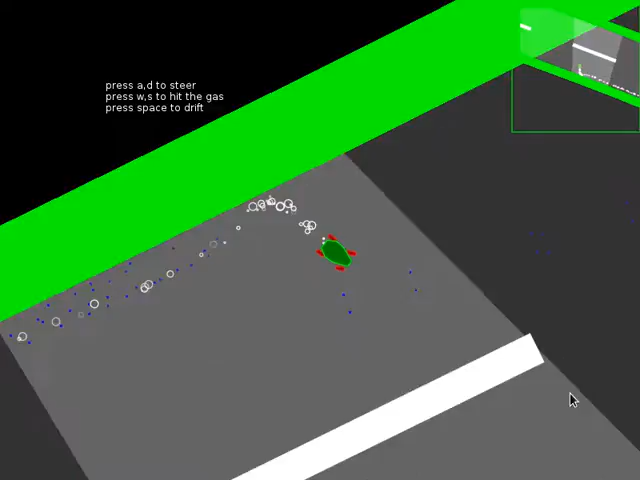 press a,d to steer
press w,s to hit the gas
press space to drift